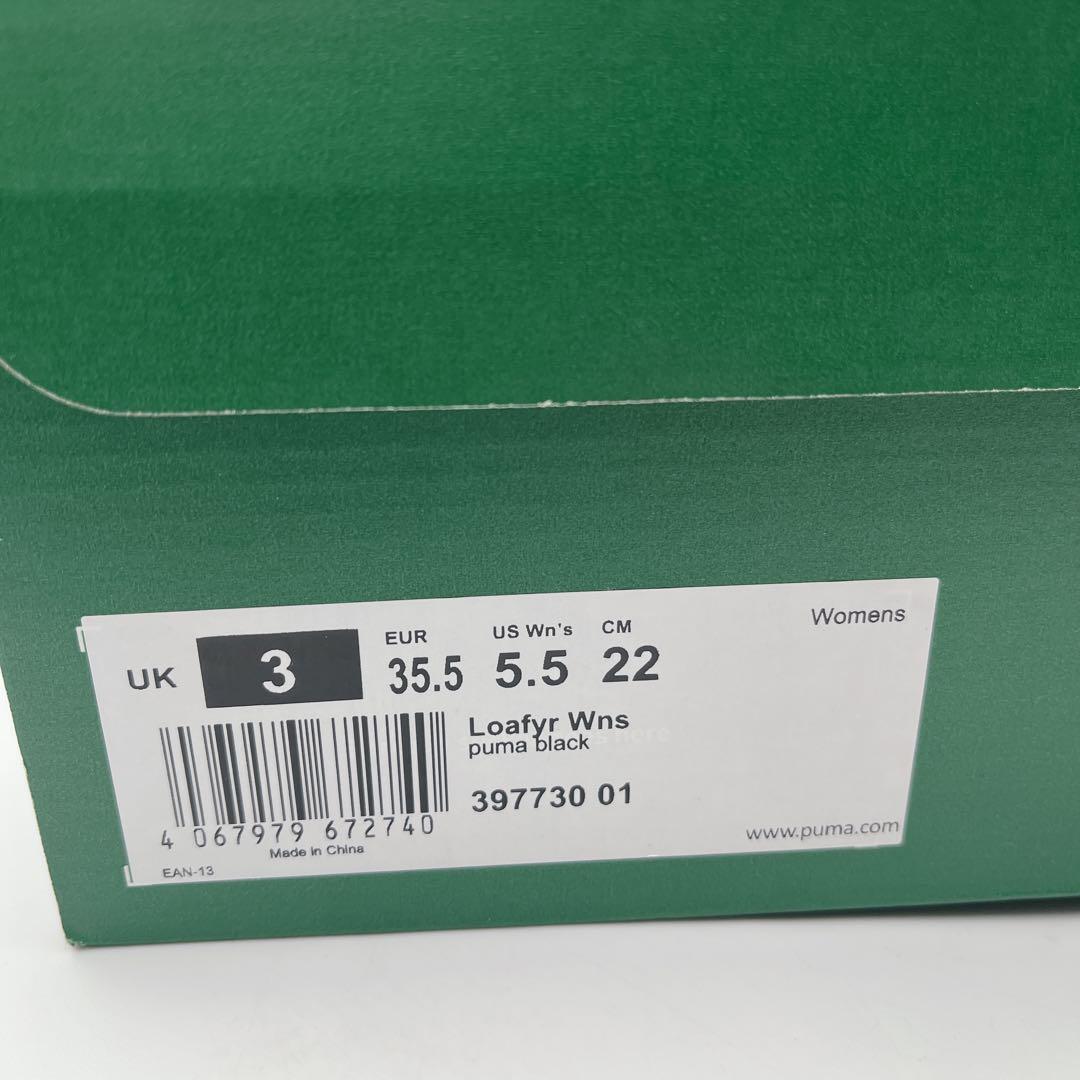 Womens
UK 3
EUR 35.5
US Wn's 5.5
CM 22
Loafyr Wns
puma black
397730 01
4 067979 672740
Made in China
EAN-13
www.puma.com